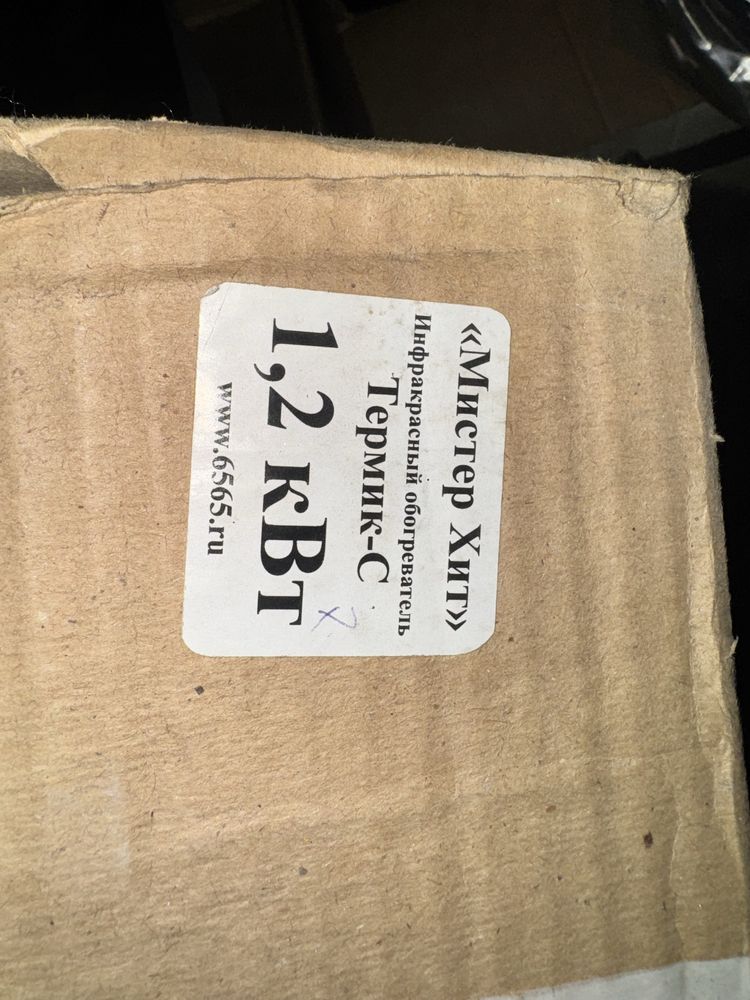 «Мистер Хит»
Инфракрасный обогреватель
Термик-С
1,2 кВт
www.6565.ru